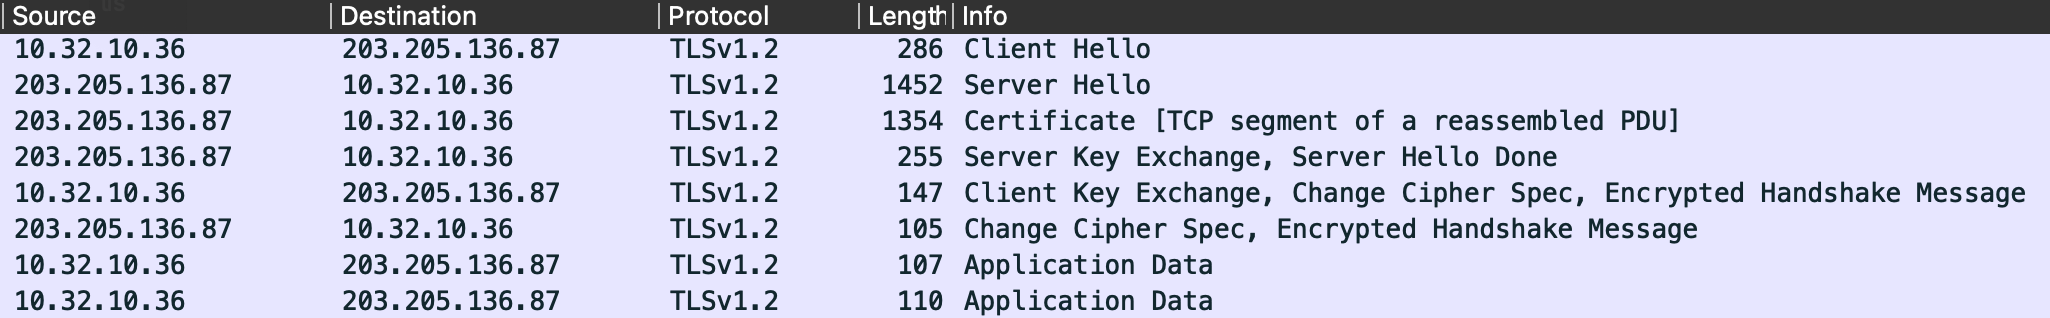 Source Destination Protocol Length Info
10.32.10.36 203.205.136.87 TLSv1.2 286 Client Hello
203.205.136.87 10.32.10.36 TLSv1.2 1452 Server Hello
203.205.136.87 10.32.10.36 TLSv1.2 1354 Certificate [TCP segment of a reassembled PDU]
203.205.136.87 10.32.10.36 TLSv1.2 255 Server Key Exchange, Server Hello Done
10.32.10.36 203.205.136.87 TLSv1.2 147 Client Key Exchange, Change Cipher Spec, Encrypted Handshake Message
203.205.136.87 10.32.10.36 TLSv1.2 105 Change Cipher Spec, Encrypted Handshake Message
10.32.10.36 203.205.136.87 TLSv1.2 107 Application Data
10.32.10.36 203.205.136.87 TLSv1.2 110 Application Data